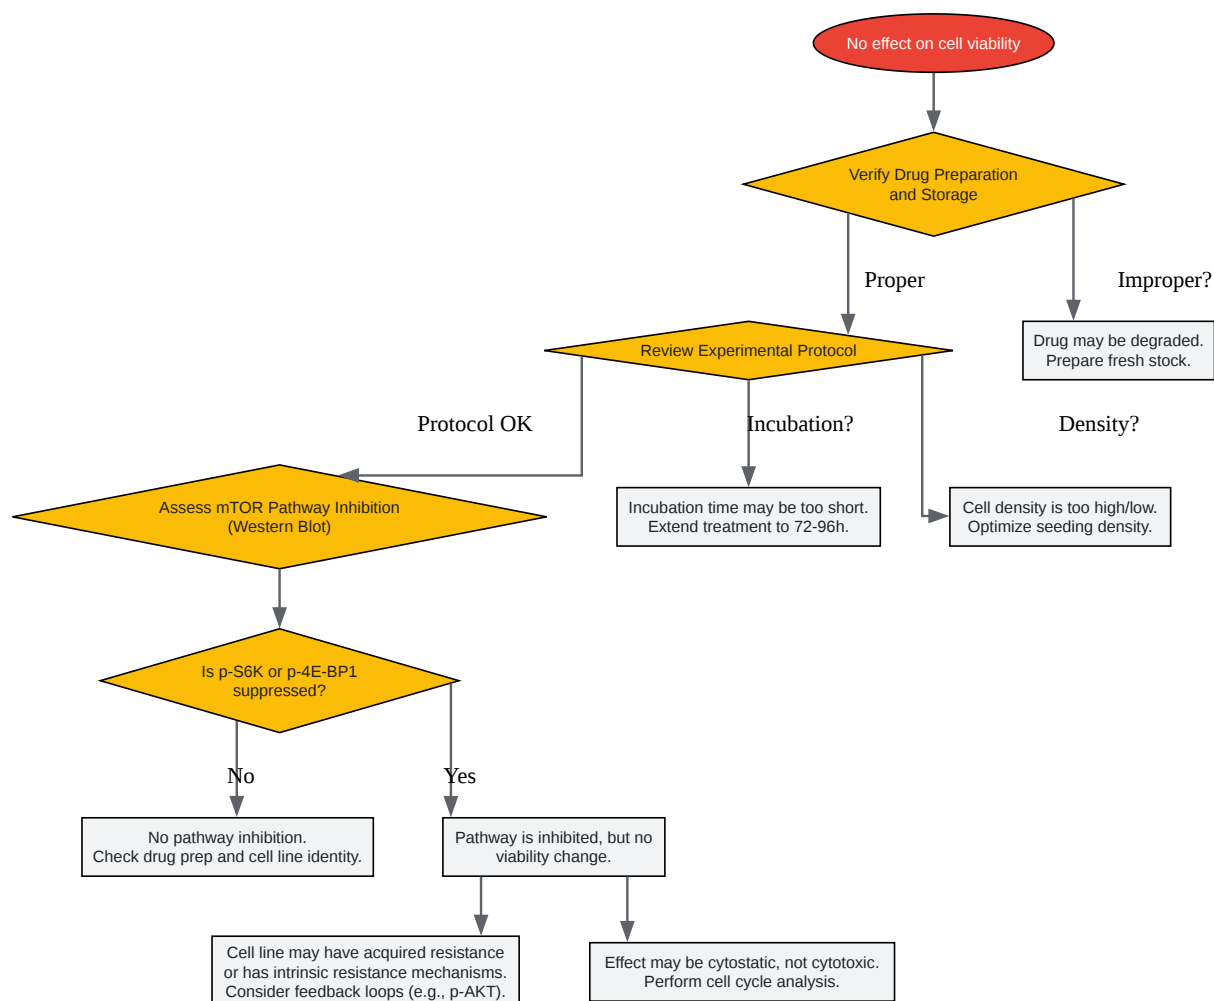 No effect on cell viability
Verify Drug Preparation
and Storage
Proper
Improper?
Review Experimental Protocol
Drug may be degraded.
Prepare fresh stock.
Protocol OK
Incubation?
Density?
Assess mTOR Pathway Inhibition
(Western Blot)
Incubation time may be too short.
Extend treatment to 72-96h.
Cell density is too high/low.
Optimize seeding density.
Is p-S6K or p-4E-BP1
suppressed?
No
Yes
No pathway inhibition.
Check drug prep and cell line identity.
Pathway is inhibited, but no
viability change.
Cell line may have acquired resistance
or has intrinsic resistance mechanisms.
Consider feedback loops (e.g., p-AKT).
Effect may be cytostatic, not cytotoxic.
Perform cell cycle analysis.